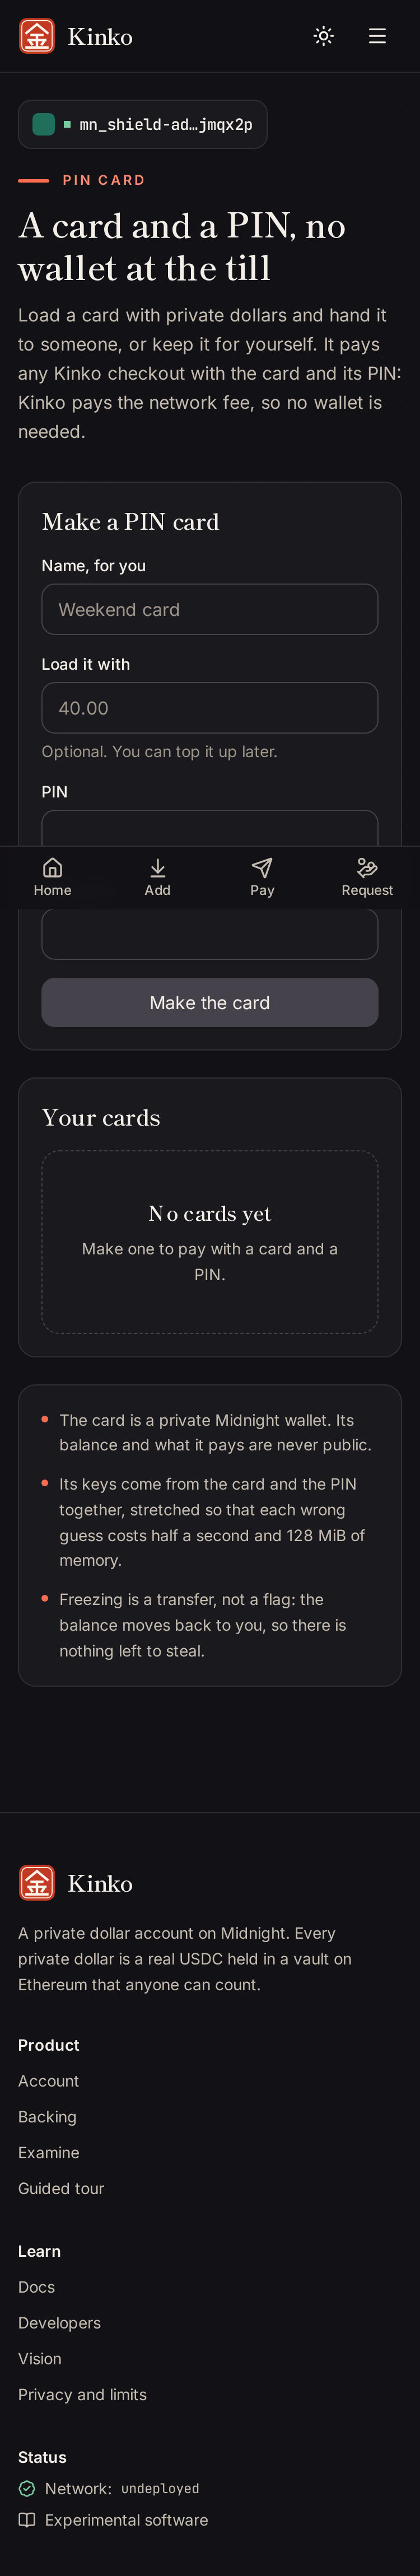 金 Kinko
mn_shield-ad…jmqx2p
PIN CARD
A card and a PIN, no
wallet at the till
Load a card with private dollars and hand it
to someone, or keep it for yourself. It pays
any Kinko checkout with the card and its PIN:
Kinko pays the network fee, so no wallet is
needed.
Make a PIN card
Name, for you
Weekend card
Load it with
40.00
Optional. You can top it up later.
PIN
Home Add Pay Request
Make the card
Your cards
No cards yet
Make one to pay with a card and a
PIN.
The card is a private Midnight wallet. Its
balance and what it pays are never public.
Its keys come from the card and the PIN
together, stretched so that each wrong
guess costs half a second and 128 MiB of
memory.
Freezing is a transfer, not a flag: the
balance moves back to you, so there is
nothing left to steal.
金 Kinko
A private dollar account on Midnight. Every
private dollar is a real USDC held in a vault on
Ethereum that anyone can count.
Product
Account
Backing
Examine
Guided tour
Learn
Docs
Developers
Vision
Privacy and limits
Status
Network: undeployed
Experimental software